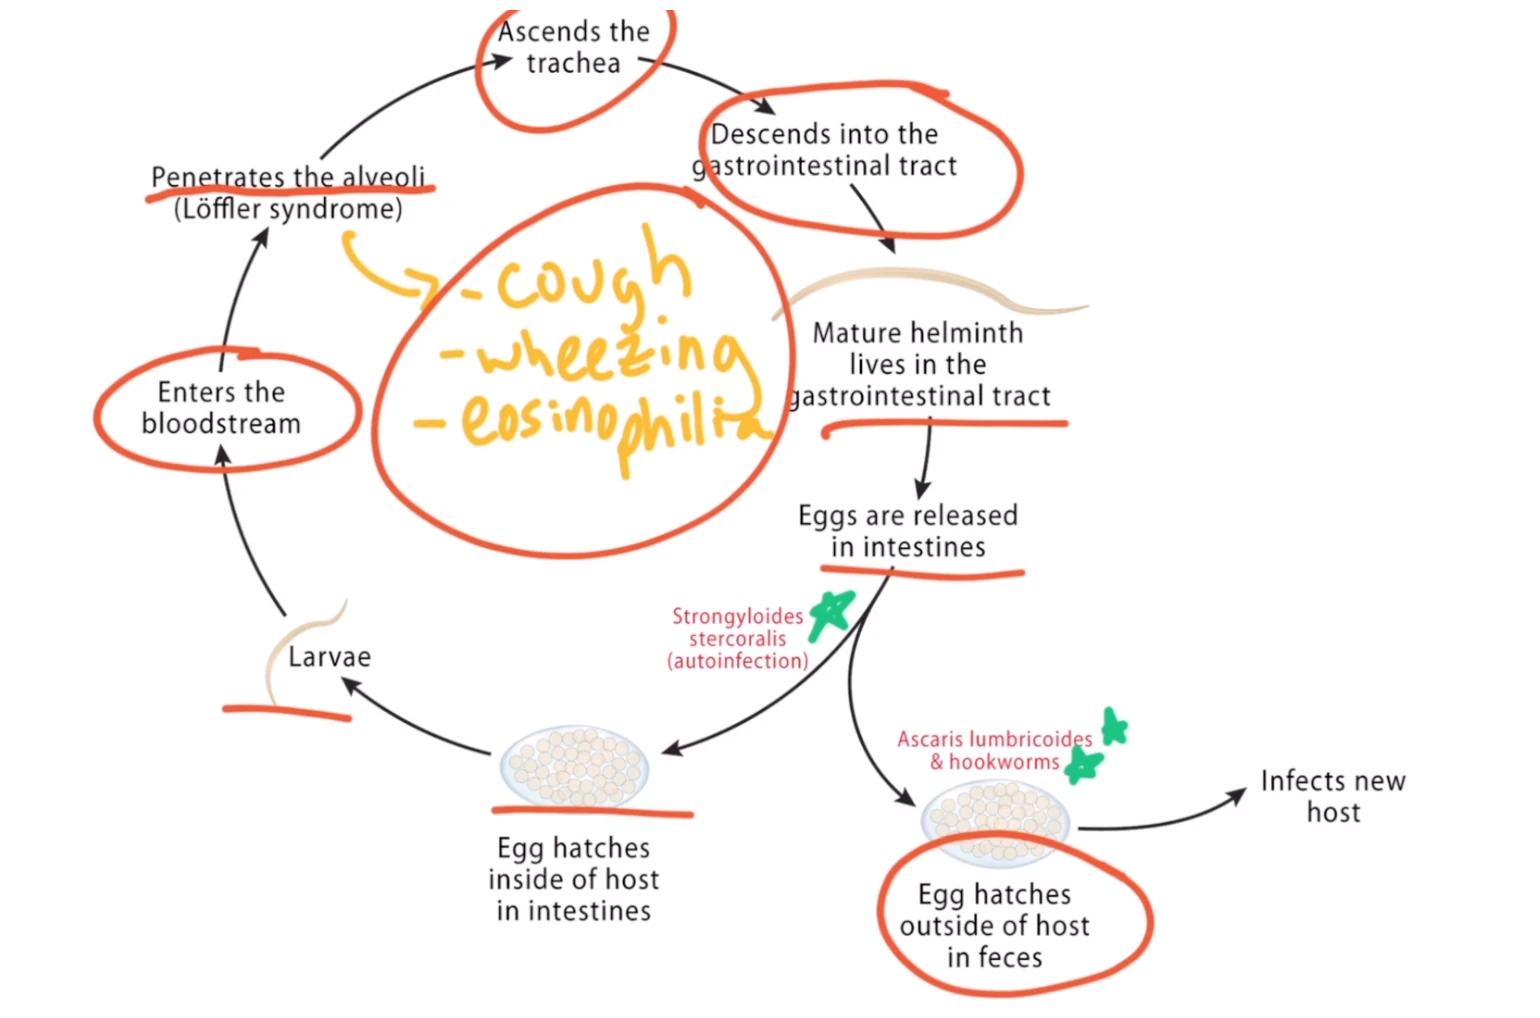 Ascends the
trachea
Descends into the
gastrointestinal tract
Penetrates the alveoli
(Löffler syndrome)
- cough
- wheezing
- eosinophilia
Mature helminth
lives in the
gastrointestinal tract
Enters the
bloodstream
Eggs are released
in intestines
Strongyloides
stercoralis
(autoinfection)
Larvae
Ascaris lumbricoides
& hookworms
Infects new
host
Egg hatches
inside of host
in intestines
Egg hatches
outside of host
in feces